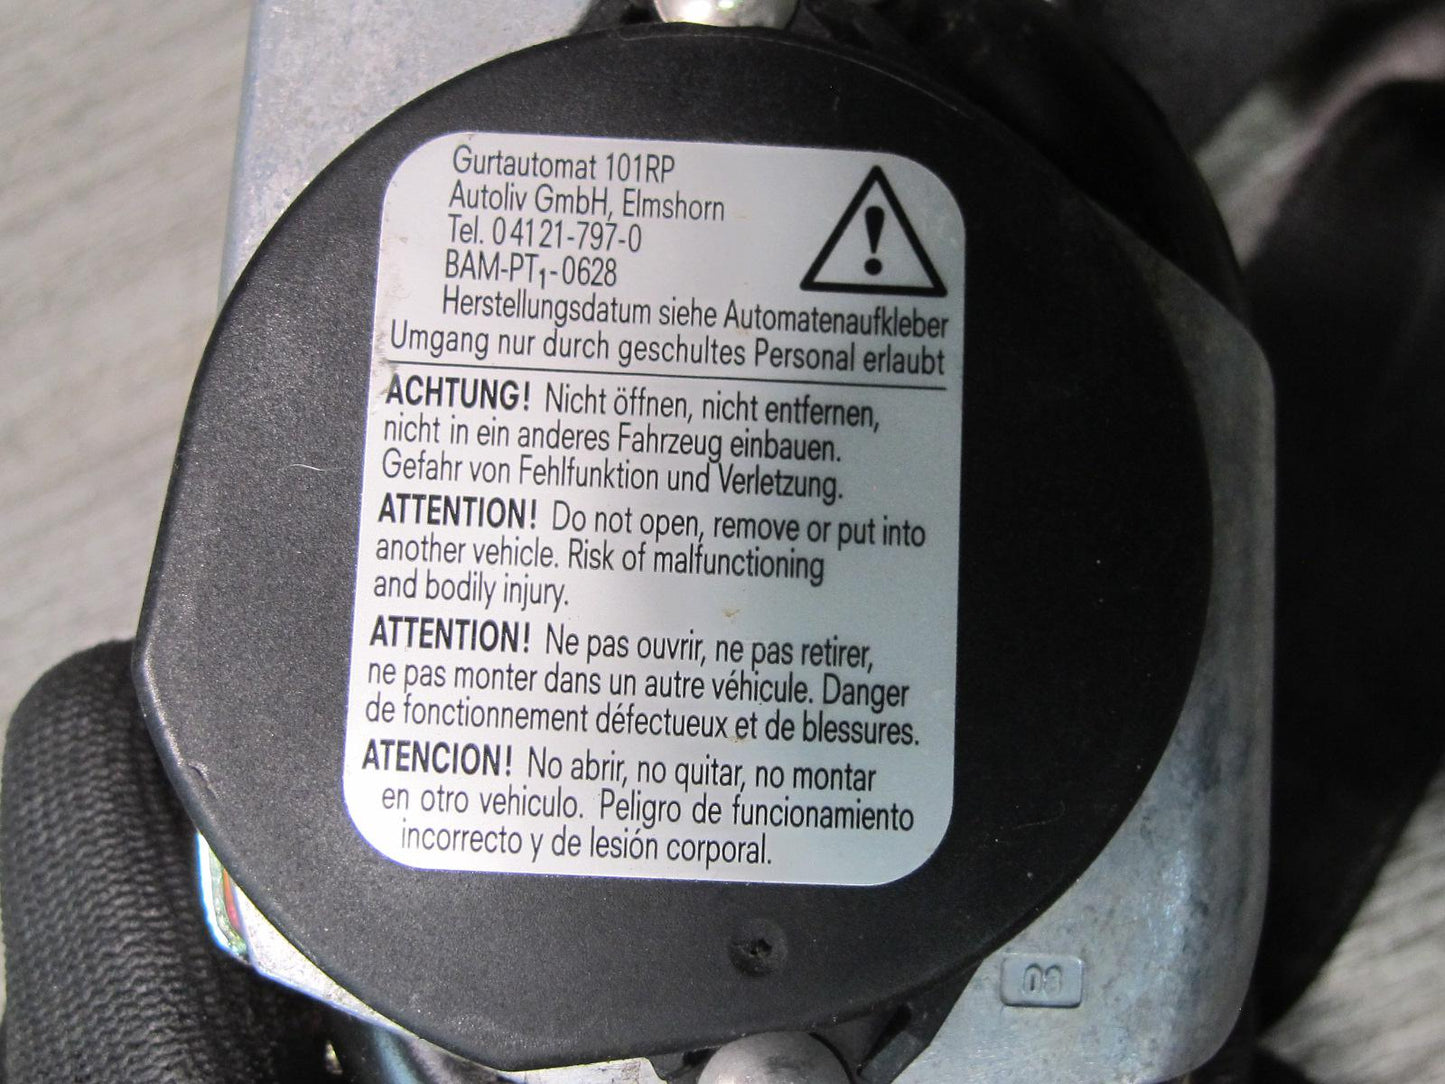 Gurtautomat 101RP
Autoliv GmbH, Elmshorn
Tel. 04121-797-0
BAM-PT₁-0628
Herstellungsdatum siehe Automatenaufkleber
Umgang nur durch geschultes Personal erlaubt
ACHTUNG! Nicht öffnen, nicht entfernen,
nicht in ein anderes Fahrzeug einbauen.
Gefahr von Fehlfunktion und Verletzung.
ATTENTION! Do not open, remove or put into
another vehicle. Risk of malfunctioning
and bodily injury.
ATTENTION! Ne pas ouvrir, ne pas retirer,
ne pas monter dans un autre véhicule. Danger
de fonctionnement défectueux et de blessures.
ATENCION! No abrir, no quitar, no montar
en otro vehiculo. Peligro de funcionamiento
incorrecto y de lesión corporal.